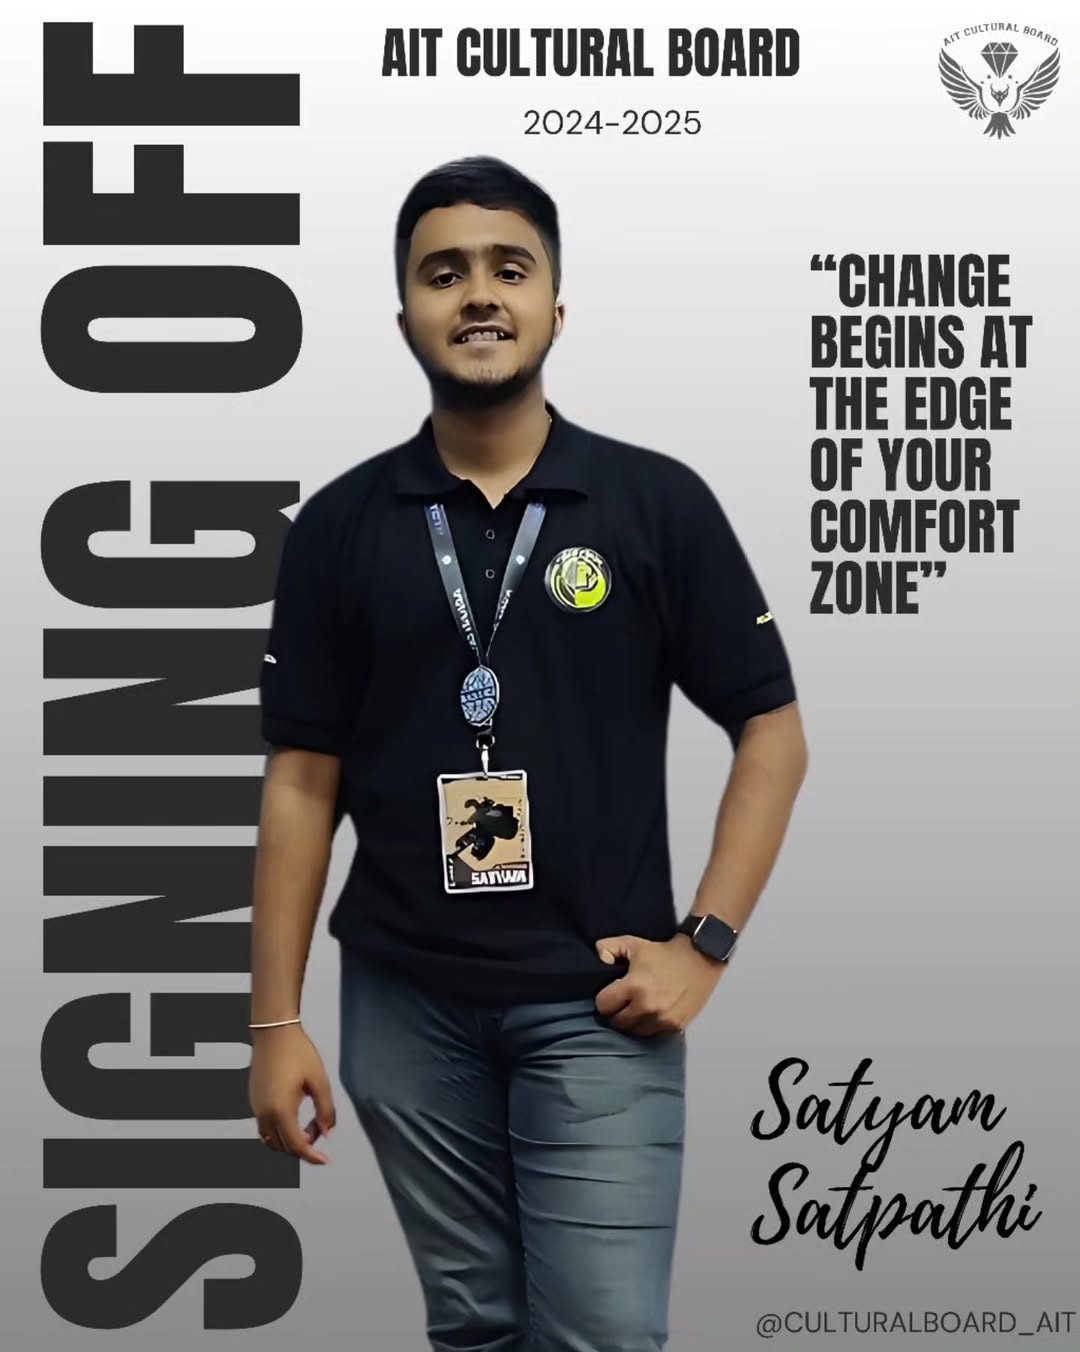 SIGNING OFF
AIT CULTURAL BOARD
2024-2025
AIT CULTURAL BOARD
“CHANGE
BEGINS AT
THE EDGE
OF YOUR
COMFORT
ZONE”
Satyam
Satpathi
@CULTURALBOARD_AIT